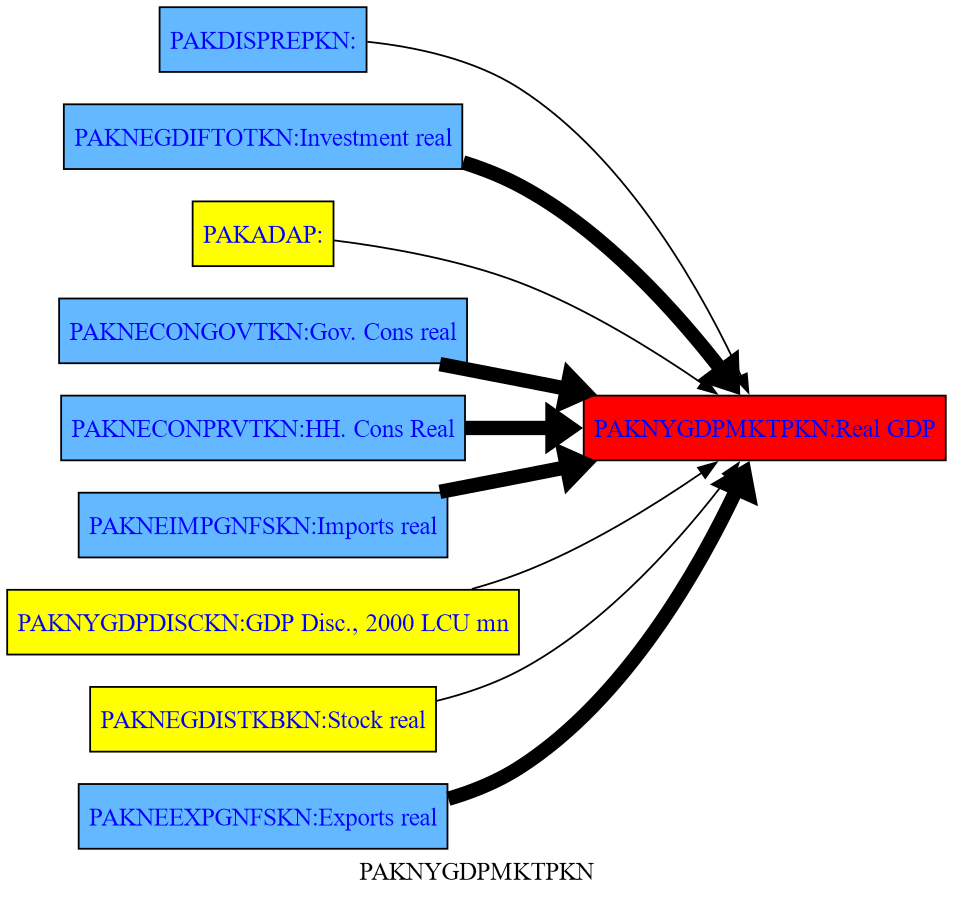 PAKDISPREPKN:
PAKNEGDIFTOTKN:Investment real
PAKADAP:
PAKNECONGOVTKN:Gov. Cons real
PAKNECONPRVTKN:HH. Cons Real
PAKNYGDPMKTPKN:Real GDP
PAKNEIMPGNFSKN:Imports real
PAKNYGDPDISCKN:GDP Disc., 2000 LCU mn
PAKNEGDISTKBKN:Stock real
PAKNEEXPGNFSKN:Exports real
PAKNYGDPMKTPKN